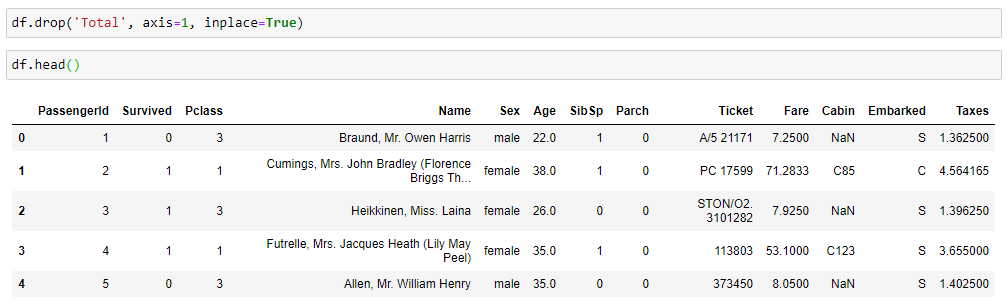 df.drop('Total', axis=1, inplace=True)
df.head()
PassengerId Survived Pclass Name Sex Age SibSp Parch Ticket Fare Cabin Embarked Taxes
0 1 0 3 Braund, Mr. Owen Harris male 22.0 1 0 A/5 21171 7.2500 NaN S 1.362500
1 2 1 1 Cumings, Mrs. John Bradley (Florence Briggs Th... female 38.0 1 0 PC 17599 71.2833 C85 C 4.564165
2 3 1 3 Heikkinen, Miss. Laina female 26.0 0 0 STON/O2. 3101282 7.9250 NaN S 1.396250
3 4 1 1 Futrelle, Mrs. Jacques Heath (Lily May Peel) female 35.0 1 0 113803 53.1000 C123 S 3.655000
4 5 0 3 Allen, Mr. William Henry male 35.0 0 0 373450 8.0500 NaN S 1.402500